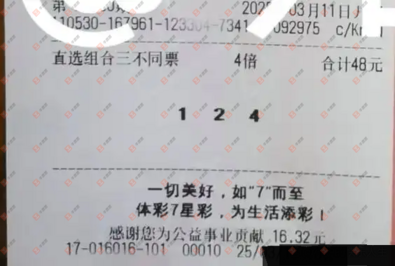 110530-167961-123304-7341 092975 c/km
直选组合三不同票 4倍 合计48元
1 2 4
一切美好，如"7"而至
体彩7星彩，为生活添彩！
感谢您为公益事业贡献 16.32元
17-016016-101 00010 25/0